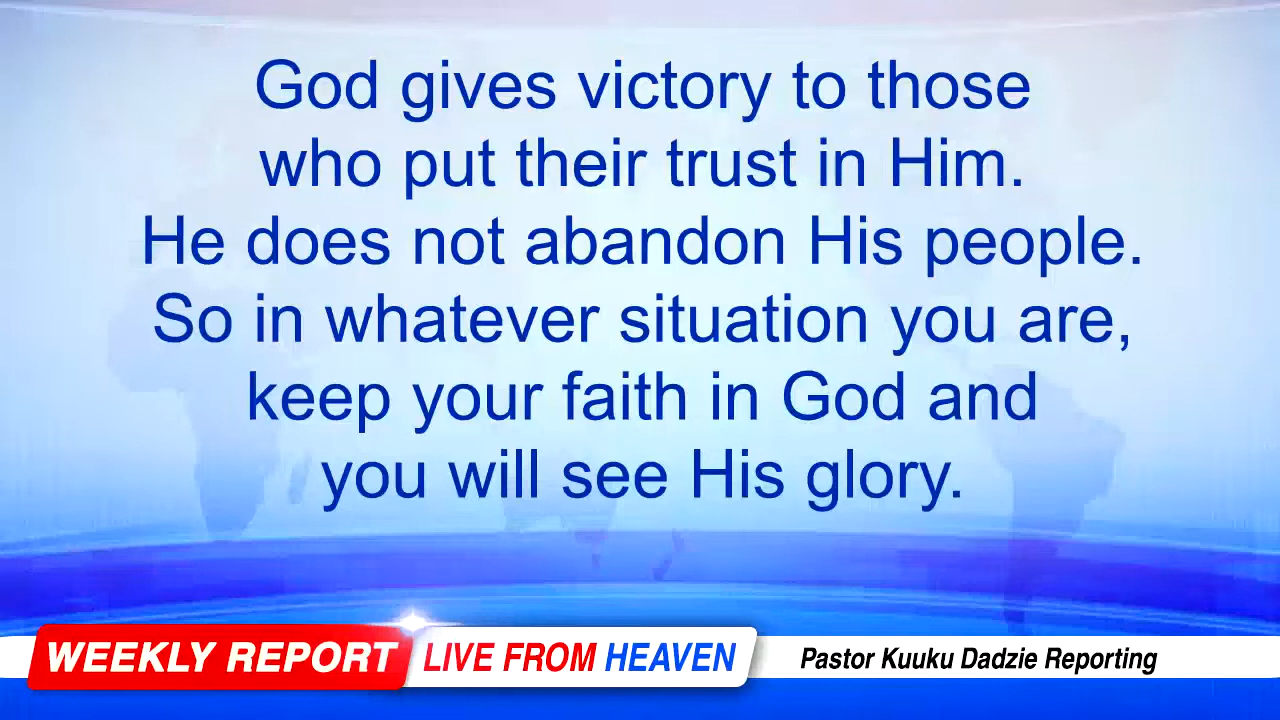 God gives victory to those
who put their trust in Him.
He does not abandon His people.
So in whatever situation you are,
keep your faith in God and
you will see His glory.
WEEKLY REPORT LIVE FROM HEAVEN Pastor Kuuku Dadzie Reporting